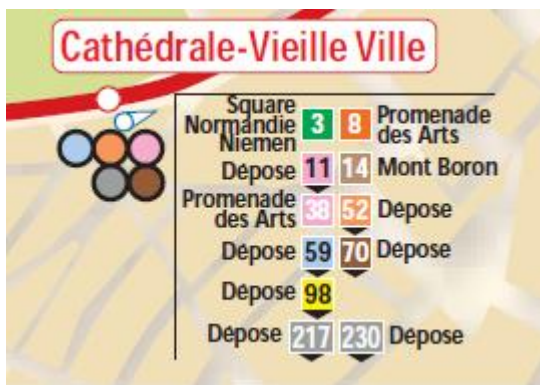 Cathédrale-Vieille Ville
Square
Normandie
Niemen 3 8 Promenade
des Arts
Dépose 11 14 Mont Boron
Promenade
des Arts 38 52 Dépose
Dépose 59 70 Dépose
Dépose 98
Dépose 217 230 Dépose